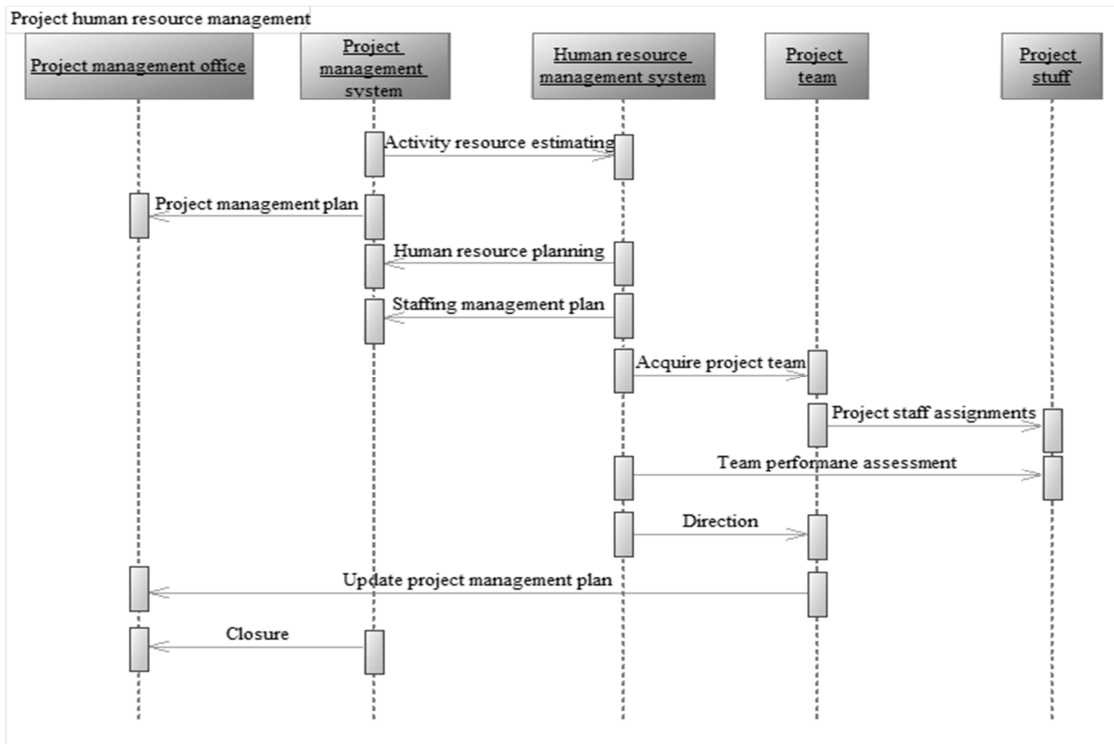 Project human resource management
Project management office
Project
management
system
Human resource
management system
Project
team
Project
stuff
Activity resource estimating
Project management plan
Human resource planning
Staffing management plan
Acquire project team
Project staff assignments
Team performane assessment
Direction
Update project management plan
Closure